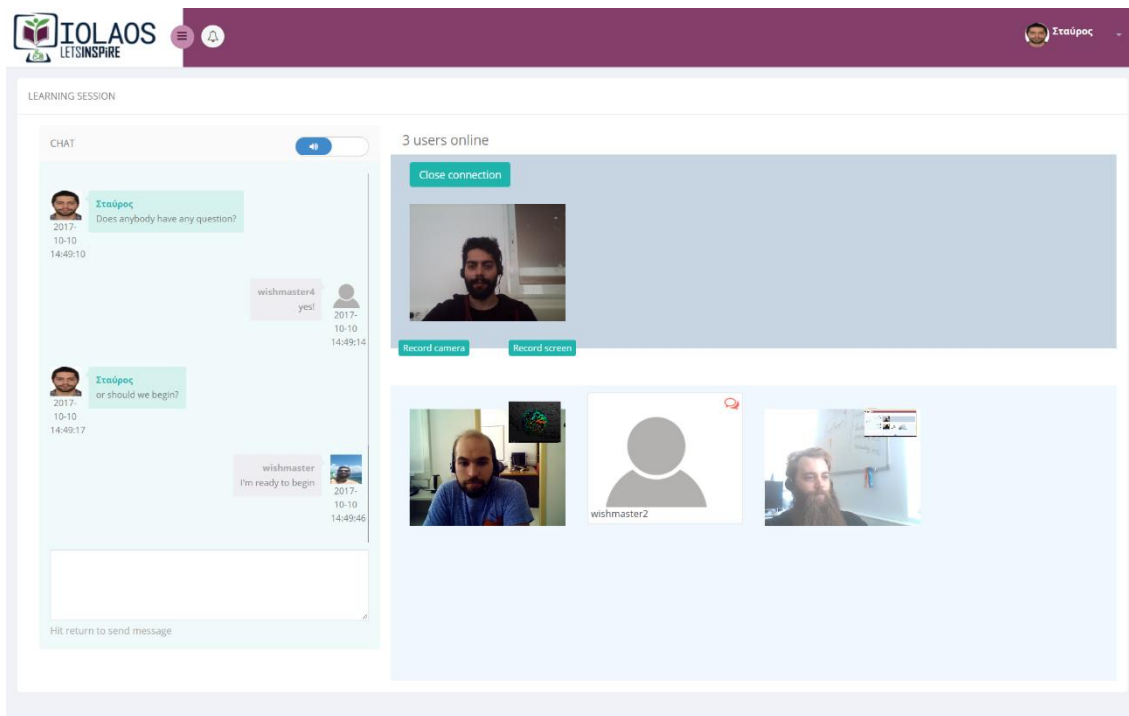 IOLAOS
LETSINSPiRE
Σταύρος
LEARNING SESSION
CHAT
Σταύρος
Does anybody have any question?
2017-
10-10
14:49:10
wishmaster4
yes!
2017-
10-10
14:49:14
Σταύρος
or should we begin?
2017-
10-10
14:49:17
wishmaster
I'm ready to begin
2017-
10-10
14:49:46
Hit return to send message
3 users online
Close connection
Record camera
Record screen
wishmaster2